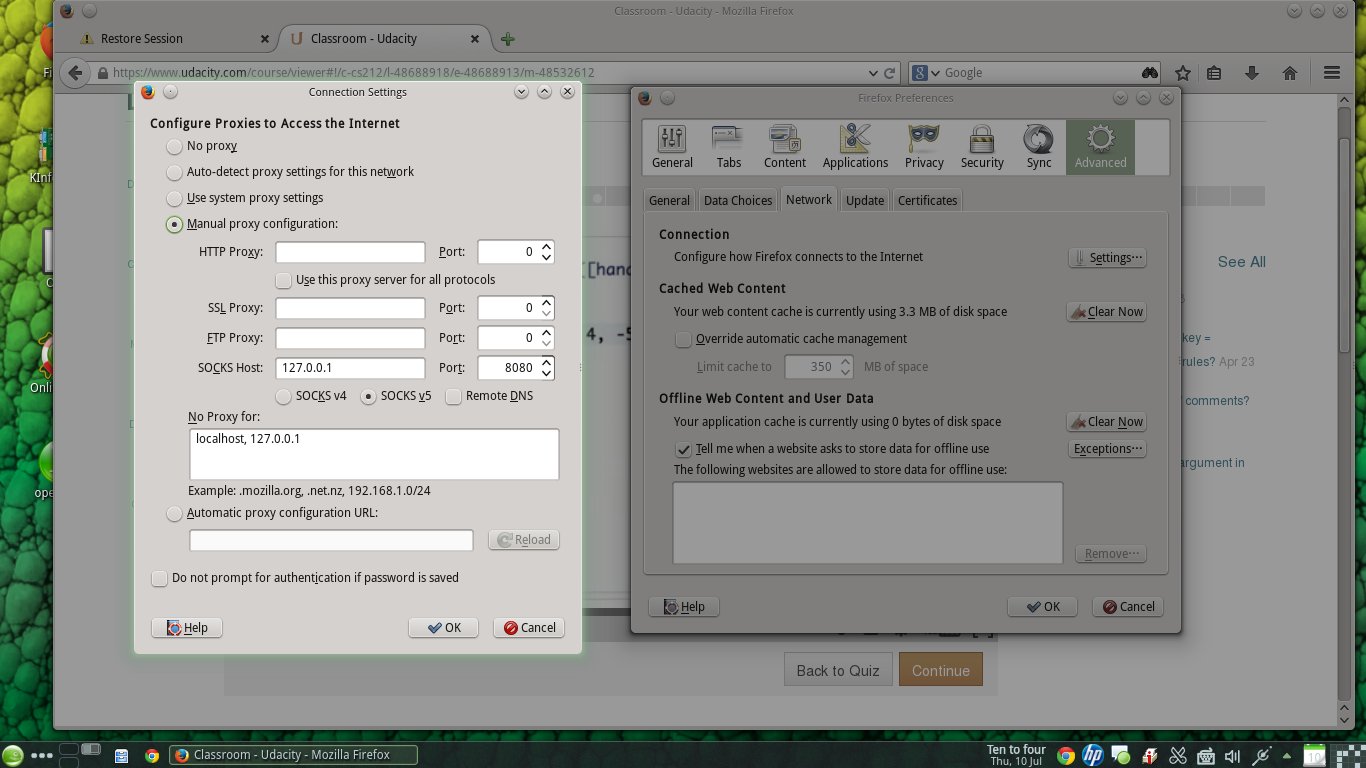 Classroom - Udacity - Mozilla Firefox
Restore Session
Classroom - Udacity
https://www.udacity.com/course/viewer#!/c-cs212/l-48688918/e-48688913/m-48532612
Google
Connection Settings
Configure Proxies to Access the Internet
No proxy
Auto-detect proxy settings for this network
Use system proxy settings
Manual proxy configuration:
HTTP Proxy: Port: 0
Use this proxy server for all protocols
SSL Proxy: Port: 0
FTP Proxy: Port: 0
SOCKS Host: 127.0.0.1 Port: 8080
SOCKS v4 SOCKS v5 Remote DNS
No Proxy for:
localhost, 127.0.0.1
Example: .mozilla.org, .net.nz, 192.168.1.0/24
Automatic proxy configuration URL:
Reload
Do not prompt for authentication if password is saved
Help OK Cancel
Firefox Preferences
General Tabs Content Applications Privacy Security Sync Advanced
General Data Choices Network Update Certificates
Connection
Configure how Firefox connects to the Internet Settings...
Cached Web Content
Your web content cache is currently using 3.3 MB of disk space Clear Now
Override automatic cache management
Limit cache to 350 MB of space
Offline Web Content and User Data
Your application cache is currently using 0 bytes of disk space Clear Now
Tell me when a website asks to store data for offline use Exceptions...
The following websites are allowed to store data for offline use:
Remove...
Help OK Cancel
See All
key =
rules? Apr 23
comments?
argument in
[[hand
4, -5
KInf
Onlin
ope
Back to Quiz Continue
Classroom - Udacity - Mozilla Firefox
Ten to four
Thu, 10 Jul
hp
10